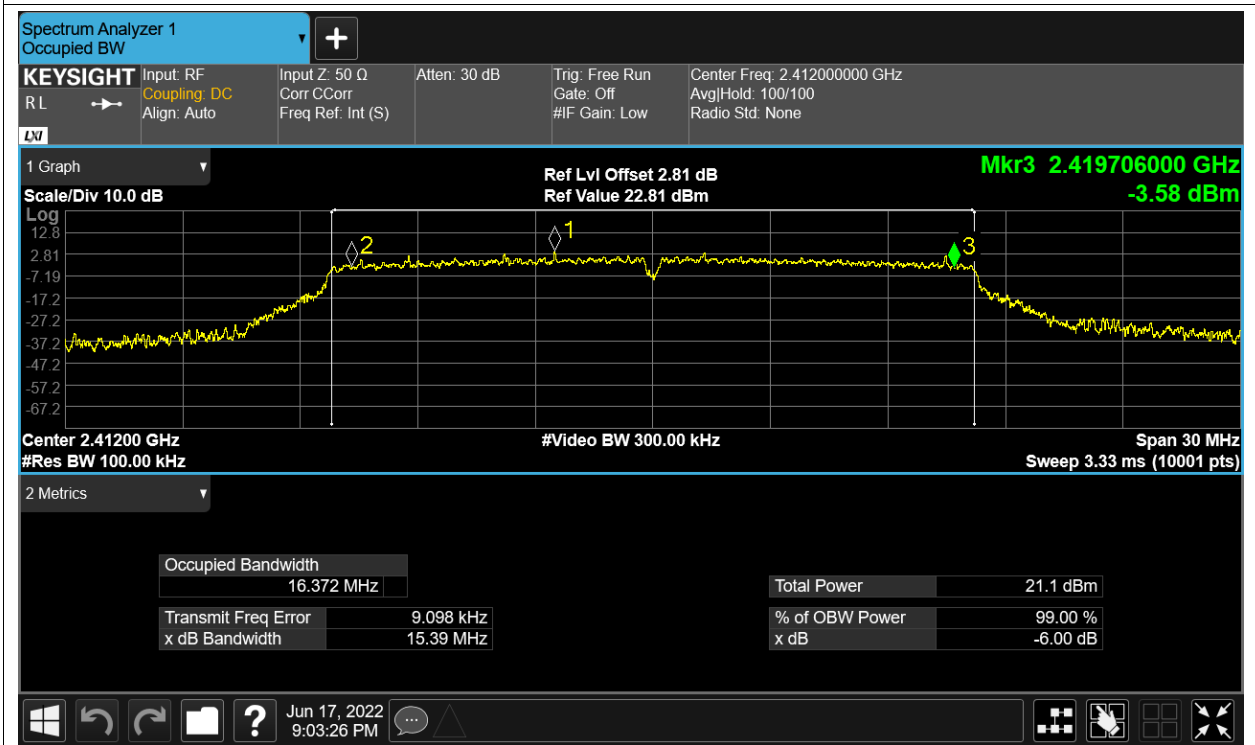 Spectrum Analyzer 1
Occupied BW
KEYSIGHT
R L
LXI
Input: RF
Coupling: DC
Align: Auto
Input Z: 50 Ω
Corr CCorr
Freq Ref: Int (S)
Atten: 30 dB
Trig: Free Run
Gate: Off
#IF Gain: Low
Center Freq: 2.412000000 GHz
Avg|Hold: 100/100
Radio Std: None
1 Graph
Scale/Div 10.0 dB
Ref Lvl Offset 2.81 dB
Ref Value 22.81 dBm
Mkr3 2.419706000 GHz
-3.58 dBm
Log
12.8
2.81
-7.19
-17.2
-27.2
-37.2
-47.2
-57.2
-67.2
2
1
3
Center 2.41200 GHz
#Res BW 100.00 kHz
#Video BW 300.00 kHz
Span 30 MHz
Sweep 3.33 ms (10001 pts)
2 Metrics
Occupied Bandwidth
16.372 MHz
Transmit Freq Error 9.098 kHz
x dB Bandwidth 15.39 MHz
Total Power 21.1 dBm
% of OBW Power 99.00 %
x dB -6.00 dB
?
Jun 17, 2022
9:03:26 PM